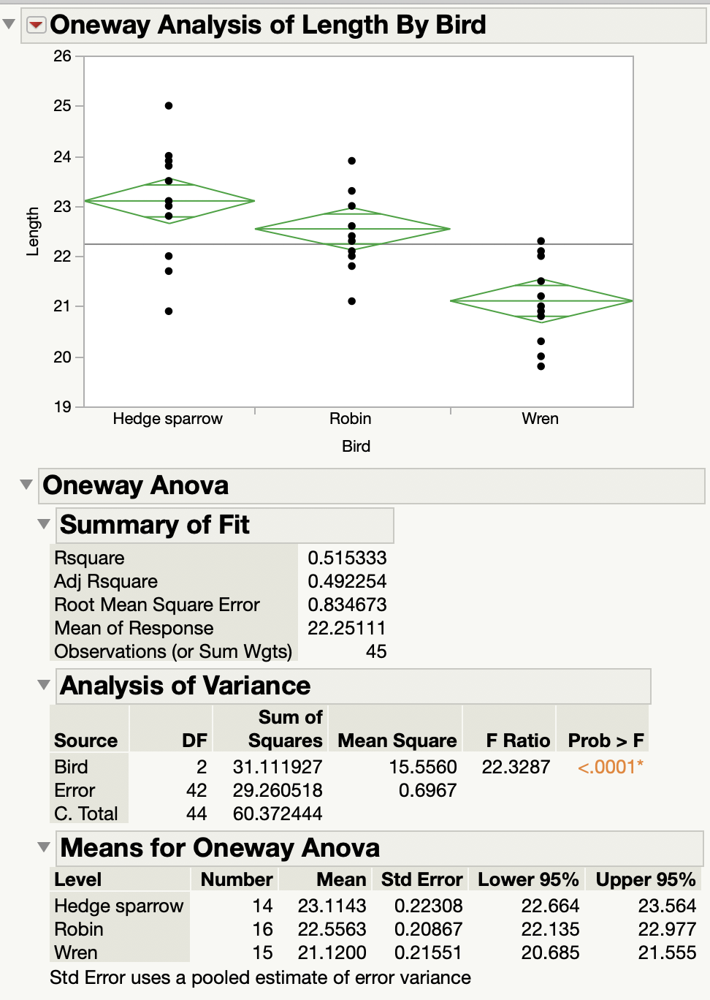 Oneway Analysis of Length By Bird
26
25
24
23
22
21
20
19
Length
Hedge sparrow Robin Wren
Bird
Oneway Anova
Summary of Fit
Rsquare 0.515333
Adj Rsquare 0.492254
Root Mean Square Error 0.834673
Mean of Response 22.25111
Observations (or Sum Wgts) 45
Analysis of Variance
Sum of
Source DF Squares Mean Square F Ratio Prob > F
Bird 2 31.111927 15.5560 22.3287 <.0001*
Error 42 29.260518 0.6967
C. Total 44 60.372444
Means for Oneway Anova
Level Number Mean Std Error Lower 95% Upper 95%
Hedge sparrow 14 23.1143 0.22308 22.664 23.564
Robin 16 22.5563 0.20867 22.135 22.977
Wren 15 21.1200 0.21551 20.685 21.555
Std Error uses a pooled estimate of error variance